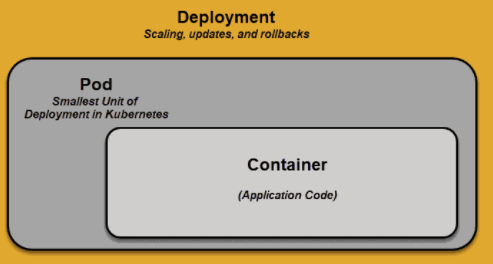 Deployment
Scaling, updates, and rollbacks
Pod
Smallest Unit of
Deployment in Kubernetes
Container
(Application Code)